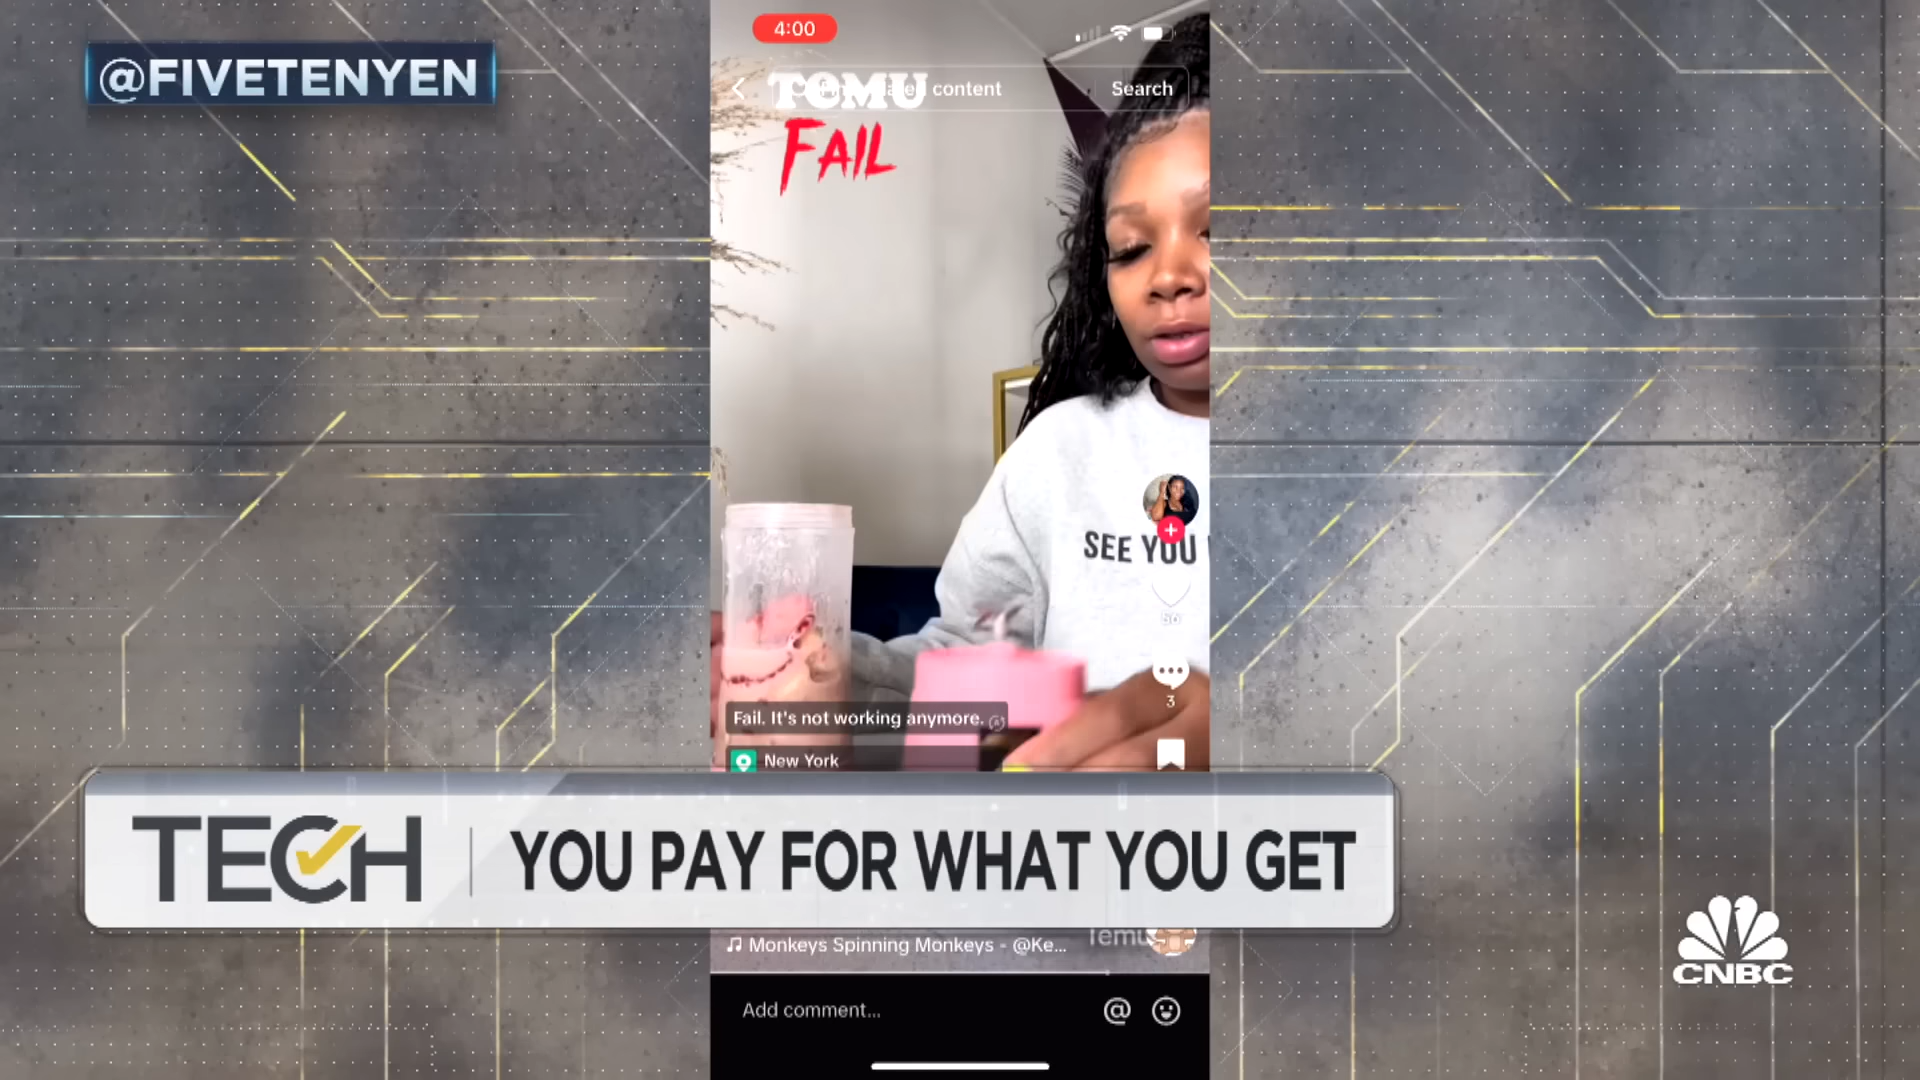 @FIVETENYEN
4:00
TEMU
content
Search
FAIL
SEE YOU
50
3
Fail. It's not working anymore.
New York
TECH
YOU PAY FOR WHAT YOU GET
Monkeys Spinning Monkeys - @Ke...
Temu
CNBC
Add comment...
@